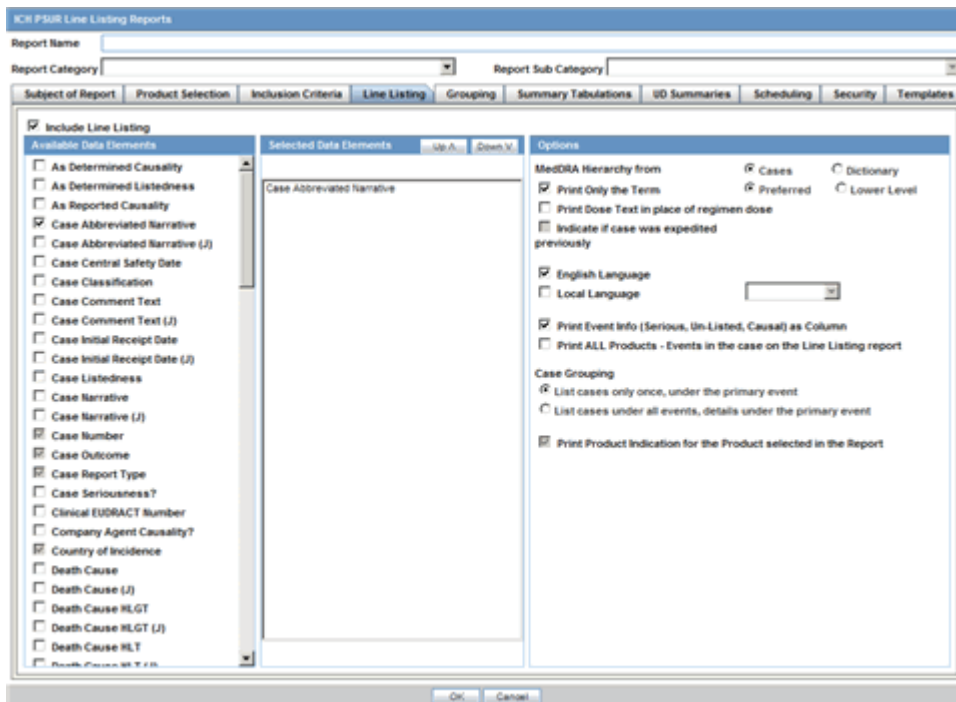 ICH PSUR Line Listing Reports
Report Name
Report Category Report Sub Category
Subject of Report Product Selection Inclusion Criteria Line Listing Grouping Summary Tabulations UD Summaries Scheduling Security Templates
Include Line Listing
Available Data Elements
As Determined Causality
As Determined Listedness
As Reported Causality
Case Abbreviated Narrative
Case Abbreviated Narrative (J)
Case Central Safety Date
Case Classification
Case Comment Text
Case Comment Text (J)
Case Initial Receipt Date
Case Initial Receipt Date (J)
Case Listedness
Case Narrative
Case Narrative (J)
Case Number
Case Outcome
Case Report Type
Case Seriousness?
Clinical EUDRACT Number
Company Agent Causality?
Country of Incidence
Death Cause
Death Cause (J)
Death Cause HLGT
Death Cause HLGT (J)
Death Cause HLT
Death Cause HLT (J)
Selected Data Elements Up Λ Down V
Case Abbreviated Narrative
Options
MedDRA Hierarchy from Cases Dictionary
Print Only the Term Preferred Lower Level
Print Dose Text in place of regimen dose
Indicate if case was expedited
previously
English Language
Local Language
Print Event Info (Serious, Un-Listed, Causal) as Column
Print ALL Products - Events in the case on the Line Listing report
Case Grouping
List cases only once, under the primary event
List cases under all events, details under the primary event
Print Product Indication for the Product selected in the Report
OK Cancel